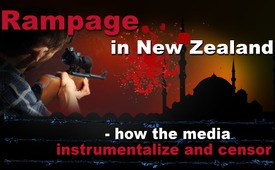 Rampage
in New Zealand
- how the media
instrumentalize and censor